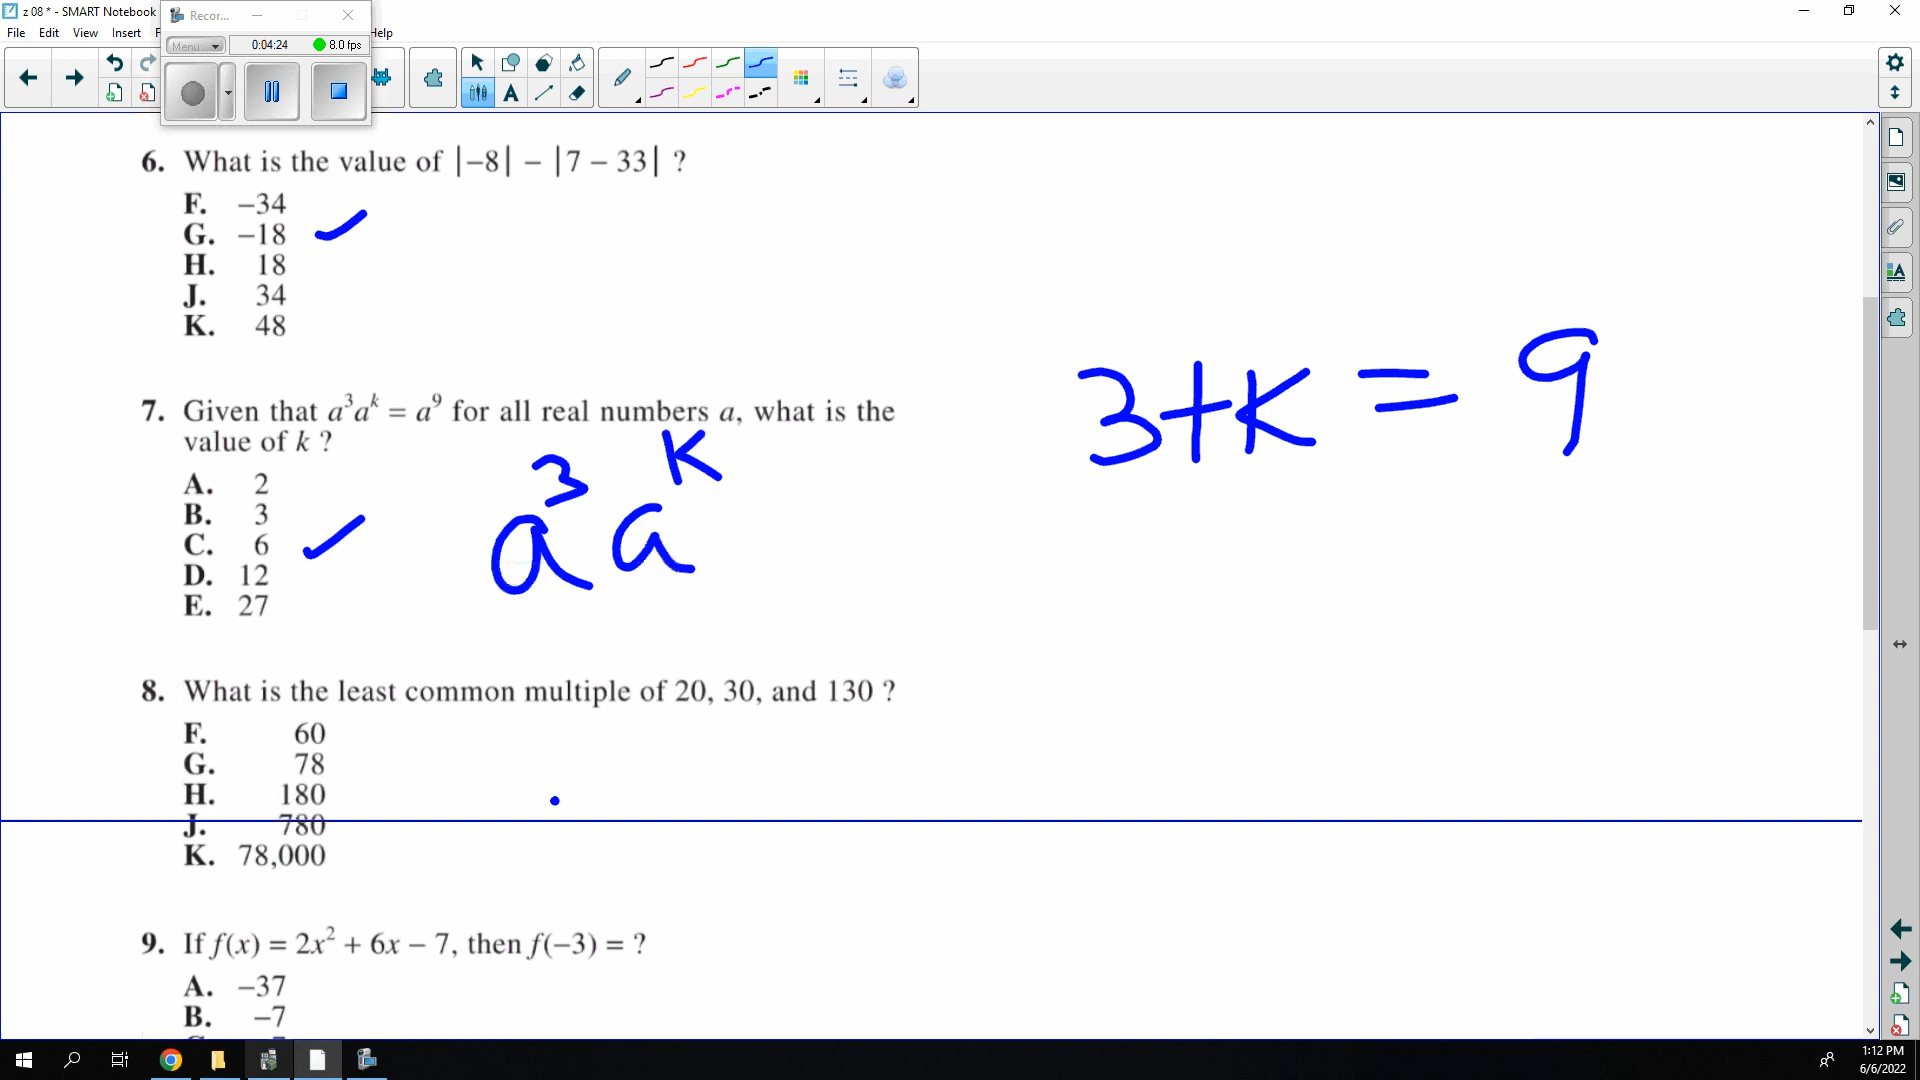 z 08 * - SMART Notebook
Recor...
File Edit View Insert Help
Menu 0:04:24 8.0 fps
6. What is the value of |−8| − |7 − 33| ?
F. −34
G. −18
H. 18
J. 34
K. 48
3+K = 9
7. Given that a³aᵏ = a⁹ for all real numbers a, what is the
value of k ?
A. 2
B. 3
C. 6
D. 12
E. 27
a³ aᴷ
8. What is the least common multiple of 20, 30, and 130 ?
F. 60
G. 78
H. 180
J. 780
K. 78,000
9. If f(x) = 2x² + 6x − 7, then f(−3) = ?
A. −37
B. −7
1:12 PM
6/6/2022